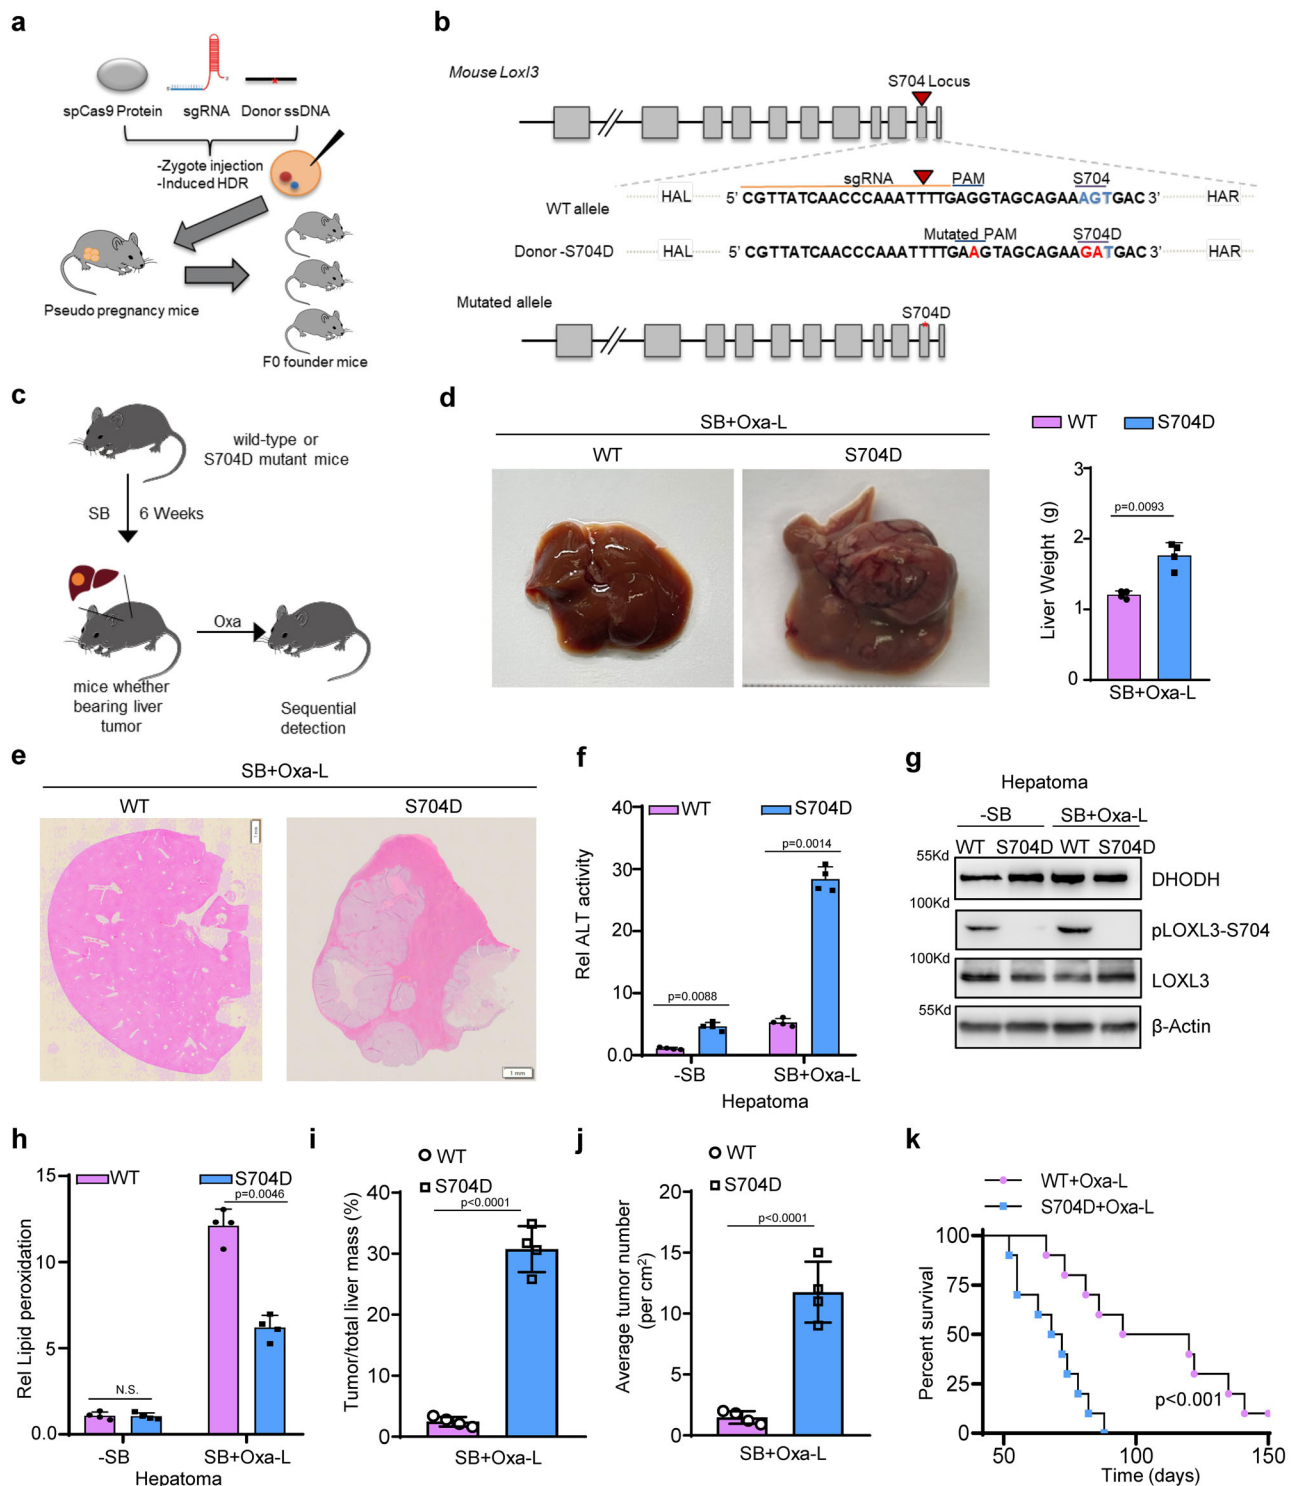 a
spCas9 Protein sgRNA Donor ssDNA
-Zygote injection
-Induced HDR
Pseudo pregnancy mice
F0 founder mice
b
Mouse Loxl3
S704 Locus
sgRNA PAM S704
WT allele HAL 5' CGTTATCAACCCAAATTTTGAGGTAGCAGAAAGTGAC 3' HAR
Mutated PAM S704D
Donor -S704D HAL 5' CGTTATCAACCCAAATTTTGAAGTAGCAGAAGATGAC 3' HAR
Mutated allele
S704D
c
wild-type or
S704D mutant mice
SB 6 Weeks
Oxa
mice whether
bearing liver
tumor
Sequential
detection
d
SB+Oxa-L
WT S704D
WT S704D
Liver Weight (g)
3
2
1
0
p=0.0093
SB+Oxa-L
e
SB+Oxa-L
WT S704D
1 mm
1 mm
f
WT S704D
Rel ALT activity
40
30
20
10
0.0
p=0.0014
p=0.0088
-SB SB+Oxa-L
Hepatoma
g
Hepatoma
-SB SB+Oxa-L
WT S704D WT S704D
55Kd DHODH
100Kd pLOXL3-S704
100Kd LOXL3
55Kd β-Actin
h
WT S704D
Rel Lipid peroxidation
15
10
5
0.0
p=0.0046
N.S.
-SB SB+Oxa-L
Hepatoma
i
WT
S704D
Tumor/total liver mass (%)
40
30
20
10
0
p<0.0001
SB+Oxa-L
j
WT
S704D
Average tumor number
(per cm2)
20
15
10
5
0
p<0.0001
SB+Oxa-L
k
WT+Oxa-L
S704D+Oxa-L
Percent survival
100
75
50
25
0
p<0.001
50 100 150
Time (days)